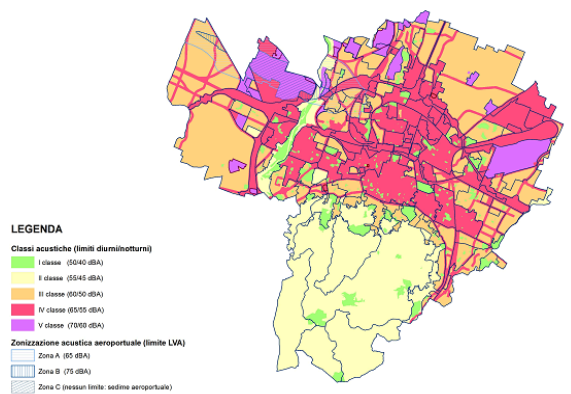 LEGENDA
Classi acustiche (limiti diurni/notturni)
I classe (50/40 dBA)
II classe (55/45 dBA)
III classe (60/50 dBA)
IV classe (65/55 dBA)
V classe (70/60 dBA)
Zonizzazione acustica aeroportuale (limite LVA)
Zona A (65 dBA)
Zona B (75 dBA)
Zona C (nessun limite: sedime aeroportuale)